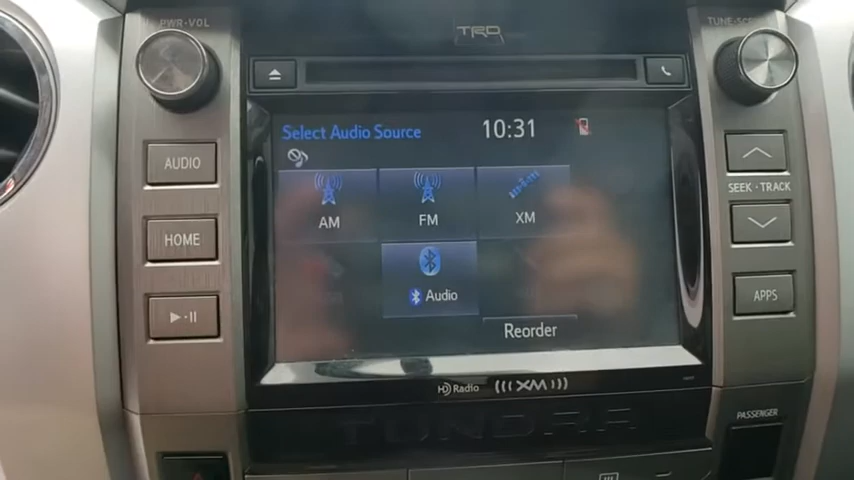 PWR·VOL
TRD
TUNE·SCROLL
AUDIO
Select Audio Source
10:31
AM
FM
XM
SEEK·TRACK
HOME
Audio
APPS
Reorder
HD Radio
XM
TUNDRA
PASSENGER